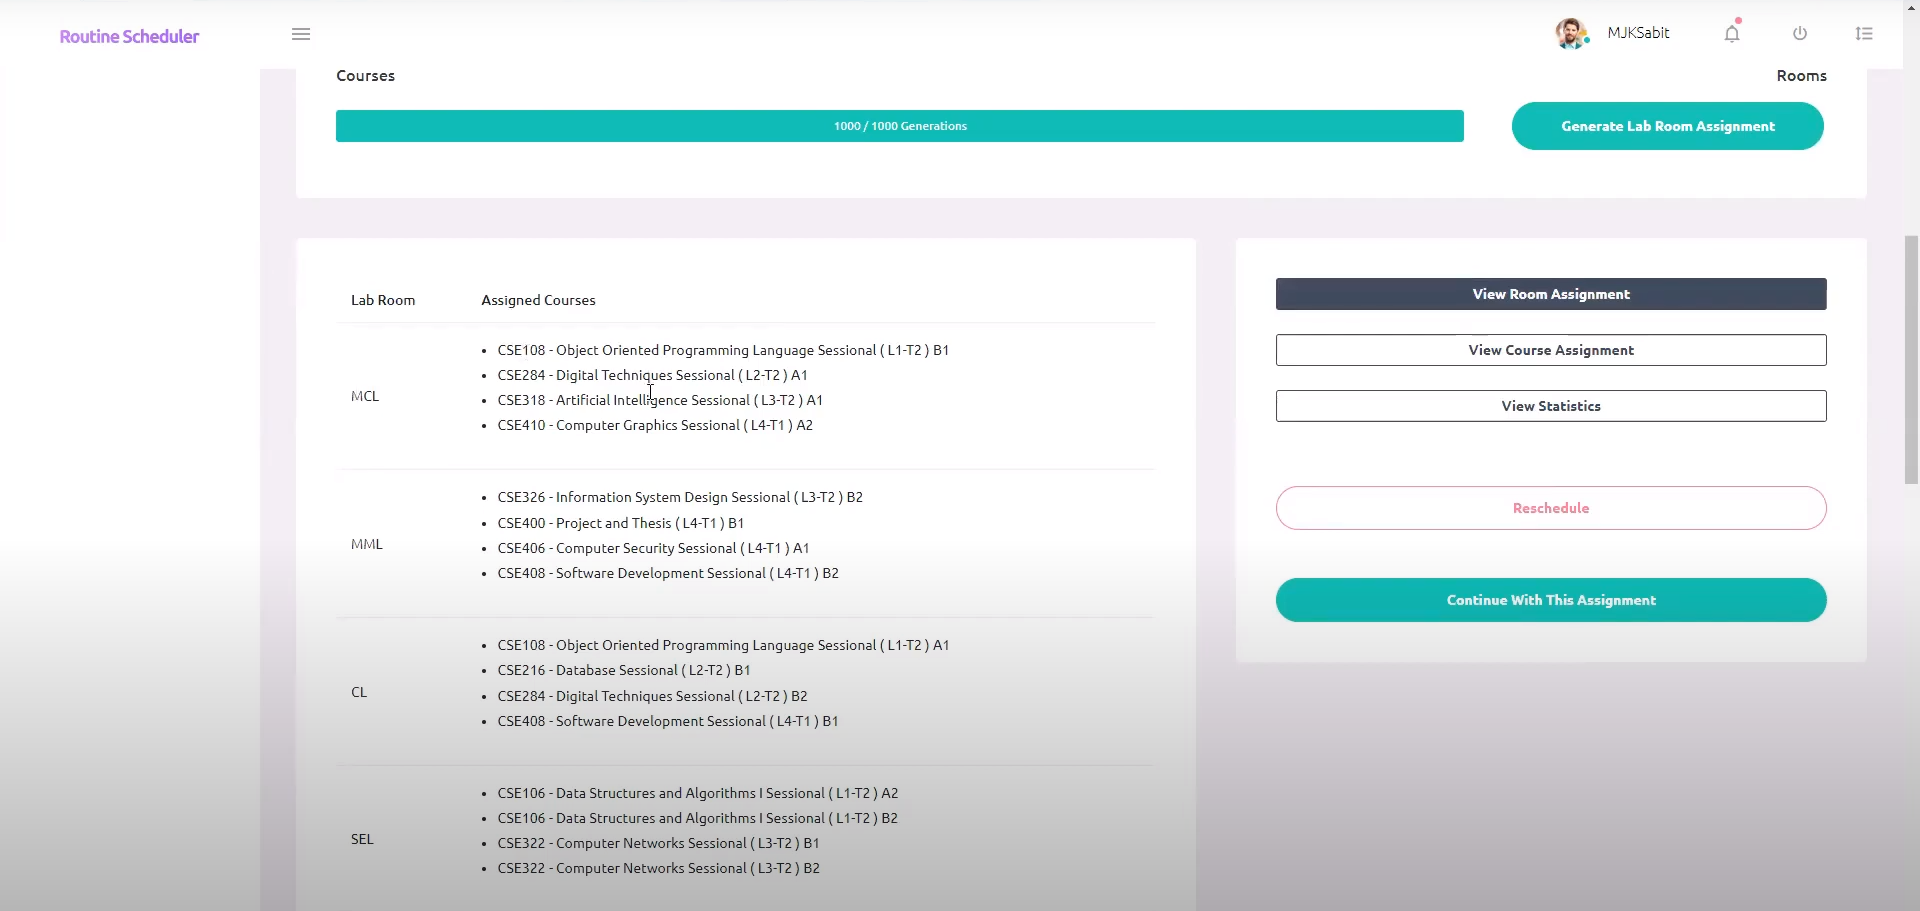 Routine Scheduler
MJKSabit
Courses
Rooms
1000 / 1000 Generations
Generate Lab Room Assignment
Lab Room
Assigned Courses
MCL
CSE108 - Object Oriented Programming Language Sessional ( L1-T2 ) B1
CSE284 - Digital Techniques Sessional ( L2-T2 ) A1
CSE318 - Artificial Intelligence Sessional ( L3-T2 ) A1
CSE410 - Computer Graphics Sessional ( L4-T1 ) A2
MML
CSE326 - Information System Design Sessional ( L3-T2 ) B2
CSE400 - Project and Thesis ( L4-T1 ) B1
CSE406 - Computer Security Sessional ( L4-T1 ) A1
CSE408 - Software Development Sessional ( L4-T1 ) B2
CL
CSE108 - Object Oriented Programming Language Sessional ( L1-T2 ) A1
CSE216 - Database Sessional ( L2-T2 ) B1
CSE284 - Digital Techniques Sessional ( L2-T2 ) B2
CSE408 - Software Development Sessional ( L4-T1 ) B1
SEL
CSE106 - Data Structures and Algorithms I Sessional ( L1-T2 ) A2
CSE106 - Data Structures and Algorithms I Sessional ( L1-T2 ) B2
CSE322 - Computer Networks Sessional ( L3-T2 ) B1
CSE322 - Computer Networks Sessional ( L3-T2 ) B2
View Room Assignment
View Course Assignment
View Statistics
Reschedule
Continue With This Assignment